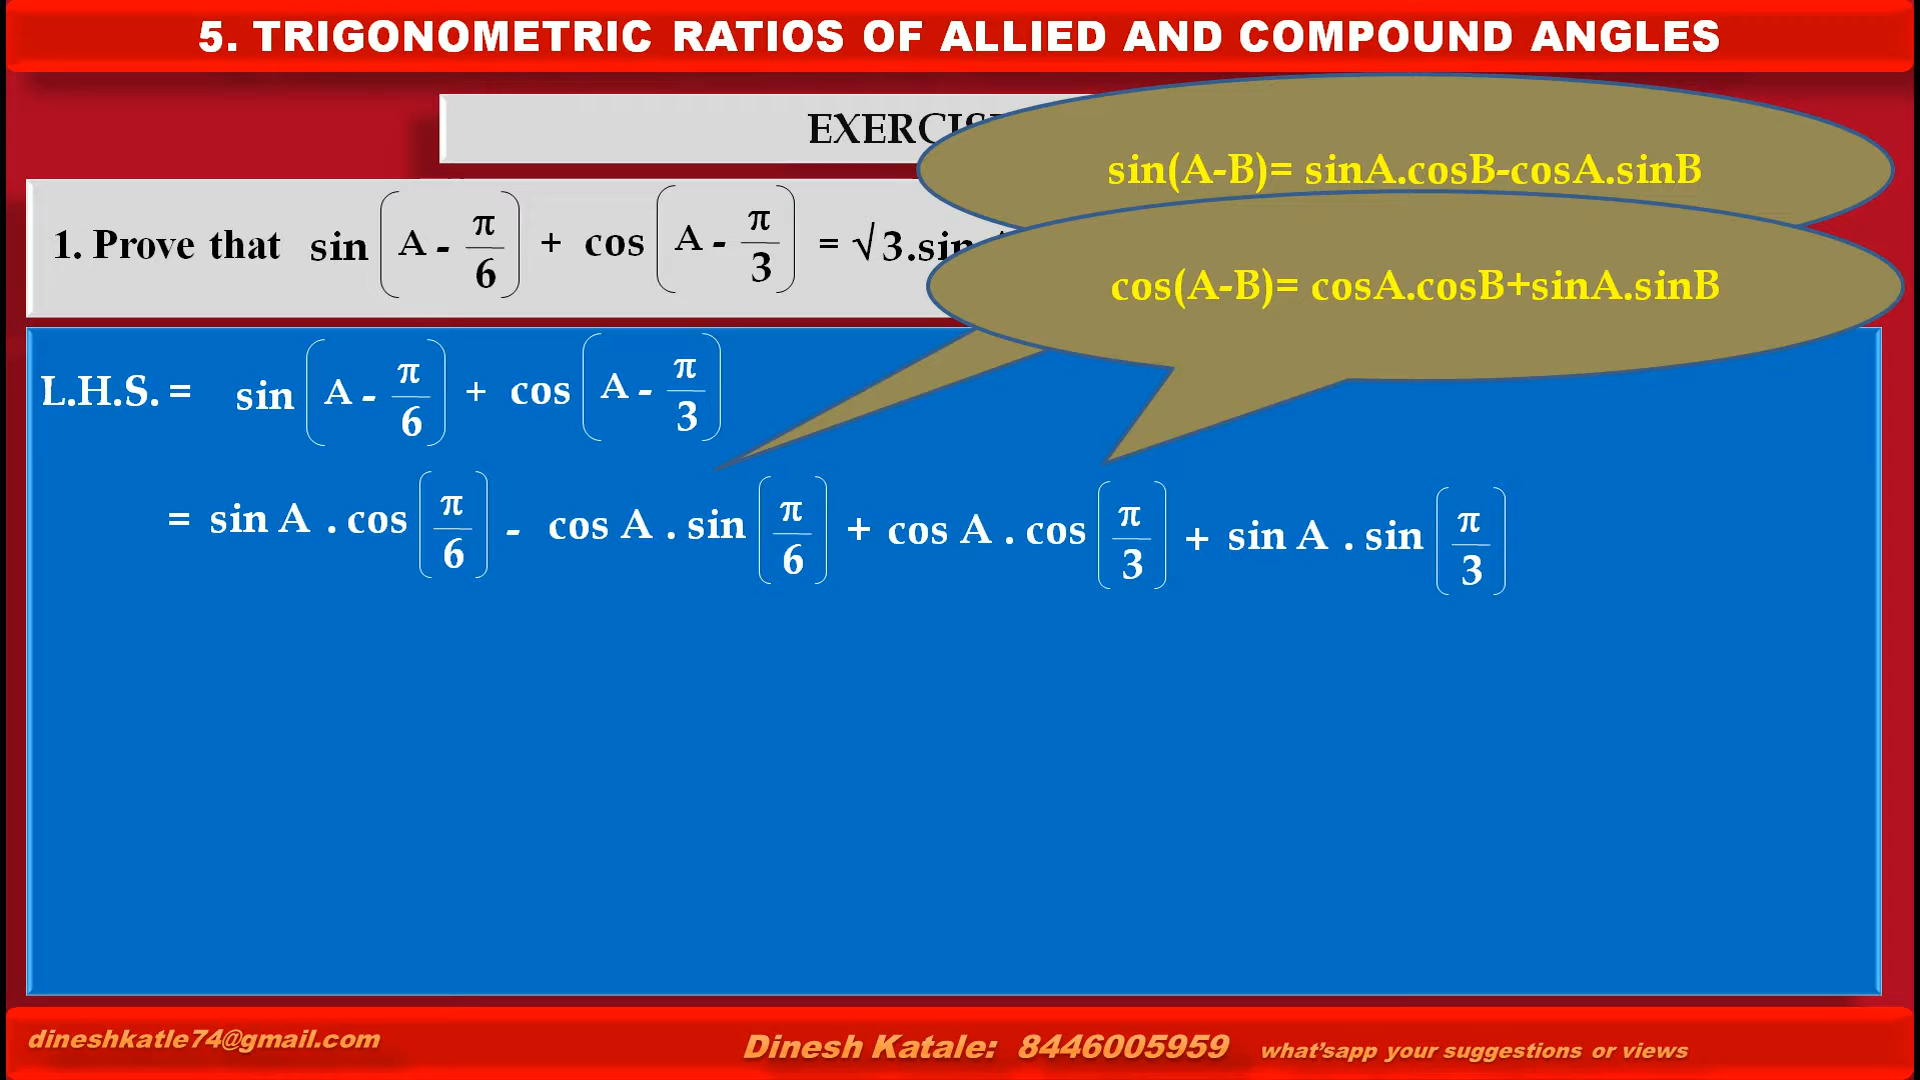 5. TRIGONOMETRIC RATIOS OF ALLIED AND COMPOUND ANGLES
sin(A-B)= sinA.cosB-cosA.sinB
cos(A-B)= cosA.cosB+sinA.sinB
1. Prove that sin (A - π/6) + cos (A - π/3) = √3.sin
L.H.S. = sin (A - π/6) + cos (A - π/3)
= sin A . cos (π/6) - cos A . sin (π/6) + cos A . cos (π/3) + sin A . sin (π/3)
dineshkatle74@gmail.com
Dinesh Katale: 8446005959 what'sapp your suggestions or views